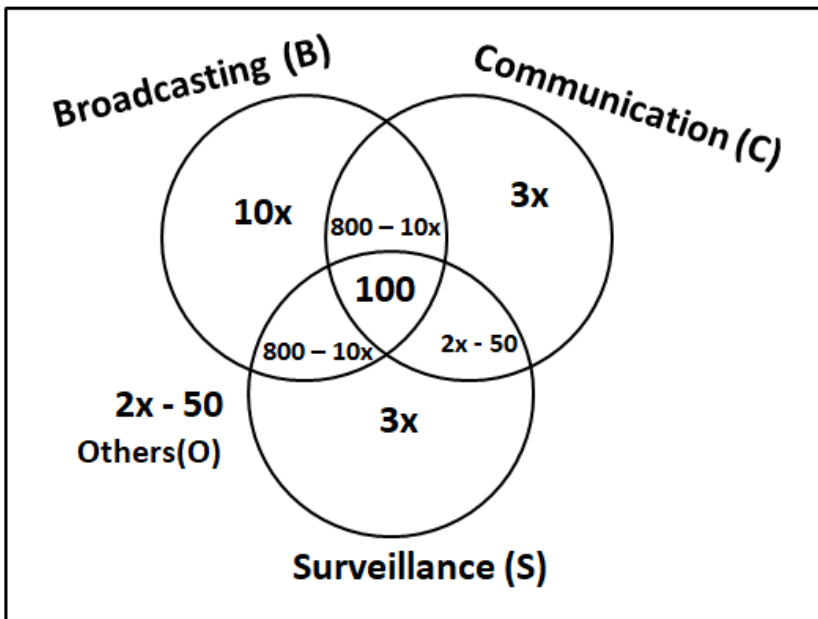 Broadcasting (B)
Communication (C)
10x
3x
800 – 10x
100
800 – 10x
2x - 50
2x - 50
Others(O)
3x
Surveillance (S)